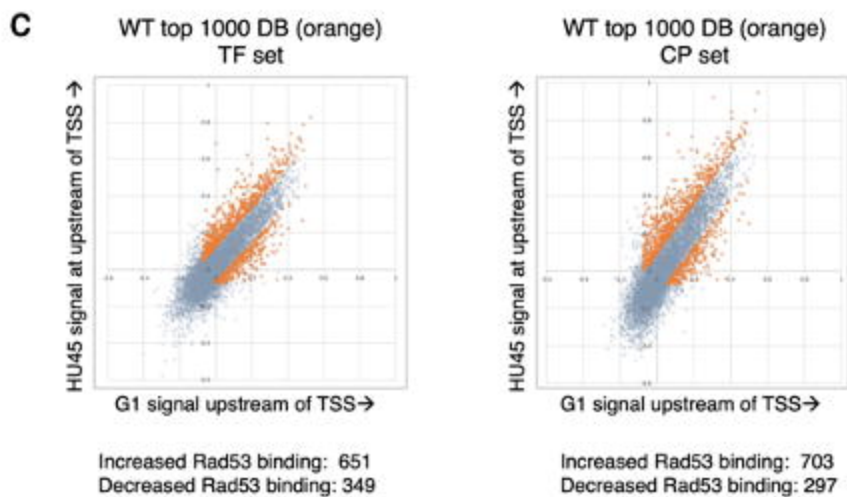 C
WT top 1000 DB (orange)
TF set
HU45 signal at upstream of TSS →
G1 signal upstream of TSS→
Increased Rad53 binding: 651
Decreased Rad53 binding: 349
WT top 1000 DB (orange)
CP set
HU45 signal at upstream of TSS →
G1 signal upstream of TSS→
Increased Rad53 binding: 703
Decreased Rad53 binding: 297